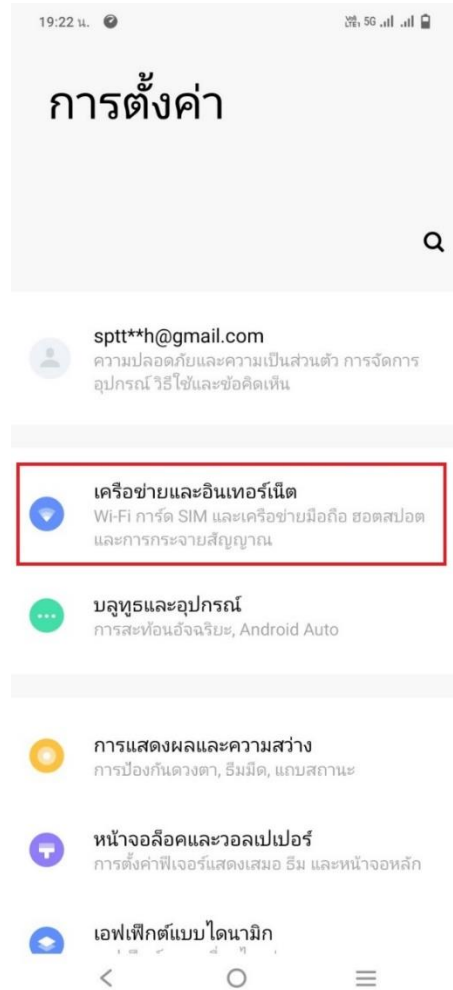 19:22 น.
5G
การตั้งค่า
sptt**h@gmail.com
ความปลอดภัยและความเป็นส่วนตัว การจัดการ
อุปกรณ์ วิธีใช้และข้อคิดเห็น
เครือข่ายและอินเทอร์เน็ต
Wi-Fi การ์ด SIM และเครือข่ายมือถือ ฮอตสปอต
และการกระจายสัญญาณ
บลูทูธและอุปกรณ์
การสะท้อนอัจฉริยะ, Android Auto
การแสดงผลและความสว่าง
การป้องกันดวงตา, ธีมมืด, แถบสถานะ
หน้าจอล็อคและวอลเปเปอร์
การตั้งค่าฟีเจอร์แสดงเสมอ ธีม และหน้าจอหลัก
เอฟเฟ็กต์แบบไดนามิก